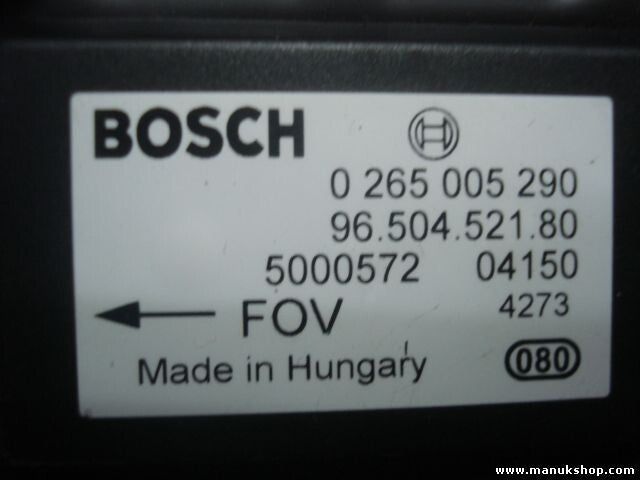 BOSCH
0 265 005 290
96.504.521.80
5000572 04150
FOV 4273
Made in Hungary 080
www.manukshop.com